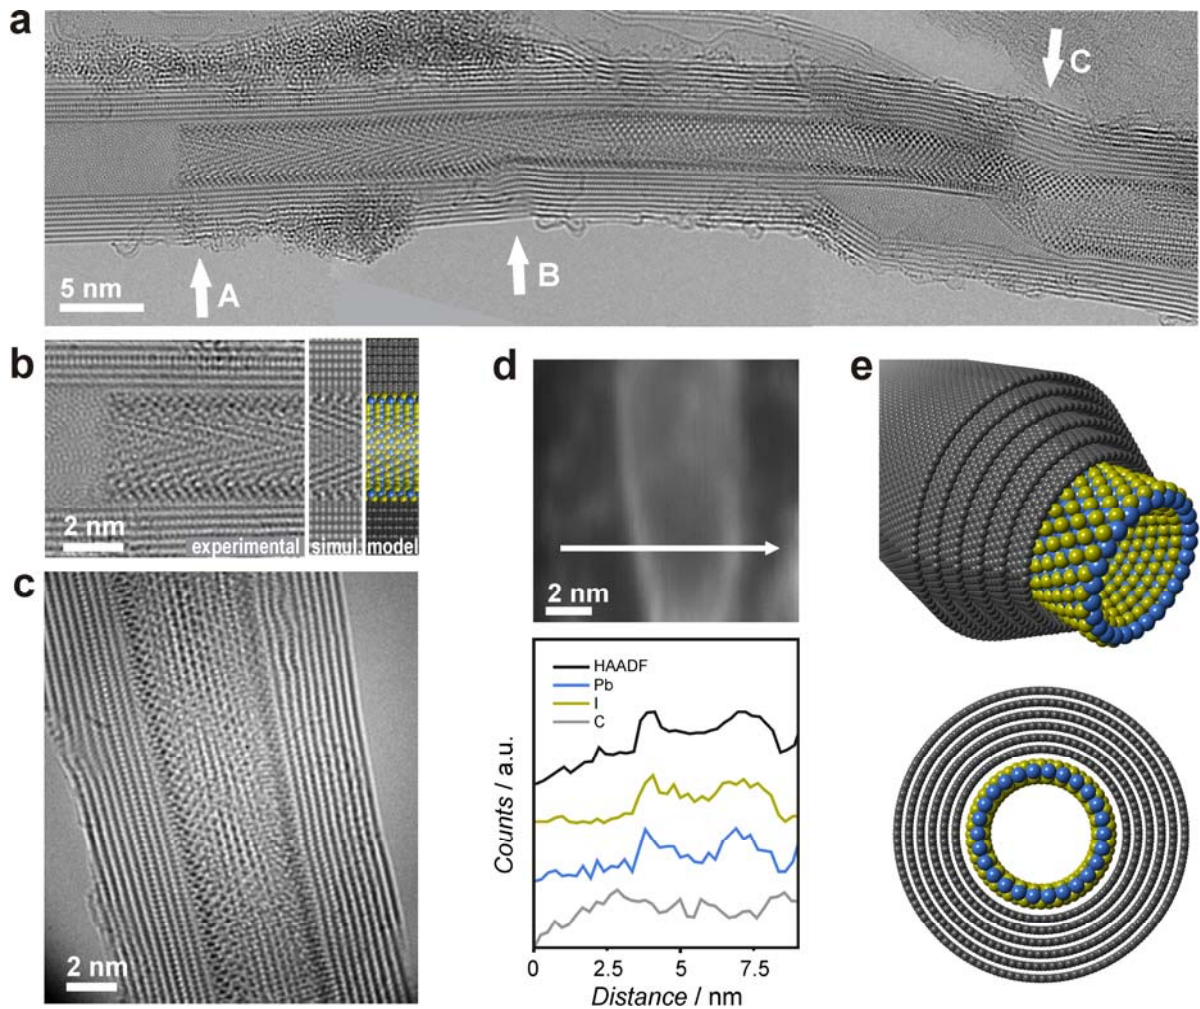 a
C
A
B
5 nm
b
2 nm
experimental
simul.
model
c
2 nm
d
2 nm
HAADF
Pb
I
C
Counts / a.u.
0
2.5
5
7.5
Distance / nm
e